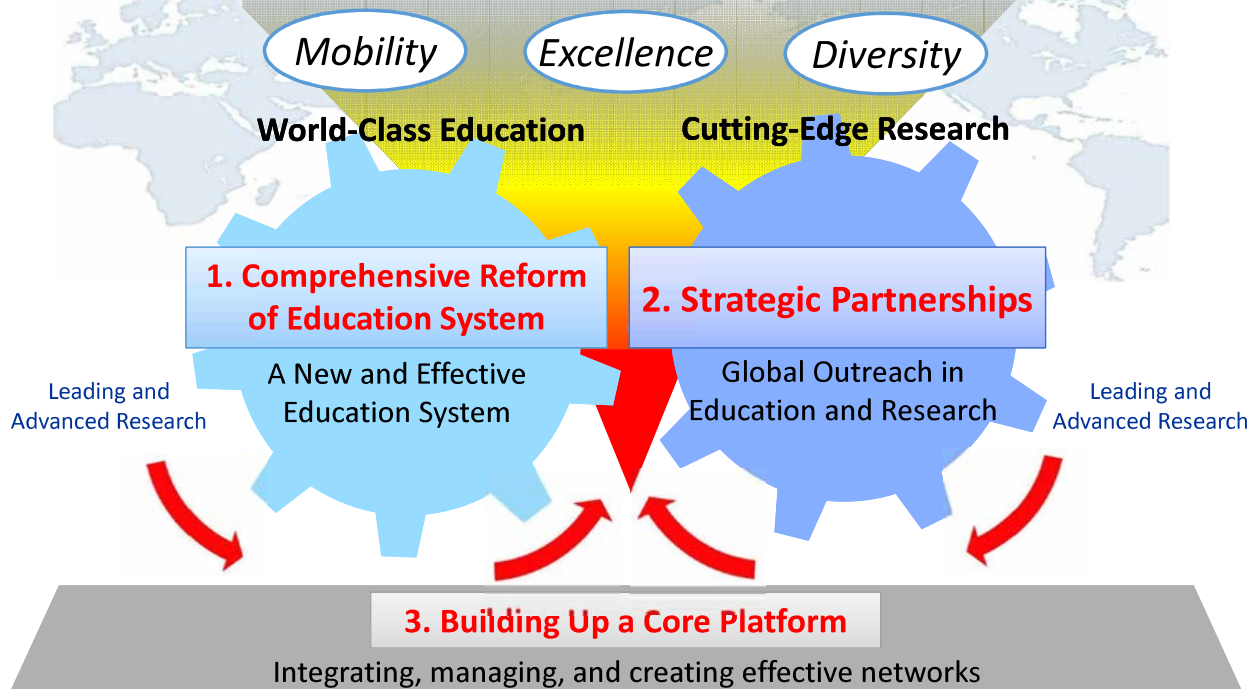 Mobility
Excellence
Diversity
World-Class Education
Cutting-Edge Research
1. Comprehensive Reform
of Education System
2. Strategic Partnerships
A New and Effective
Education System
Global Outreach in
Education and Research
Leading and
Advanced Research
Leading and
Advanced Research
3. Building Up a Core Platform
Integrating, managing, and creating effective networks